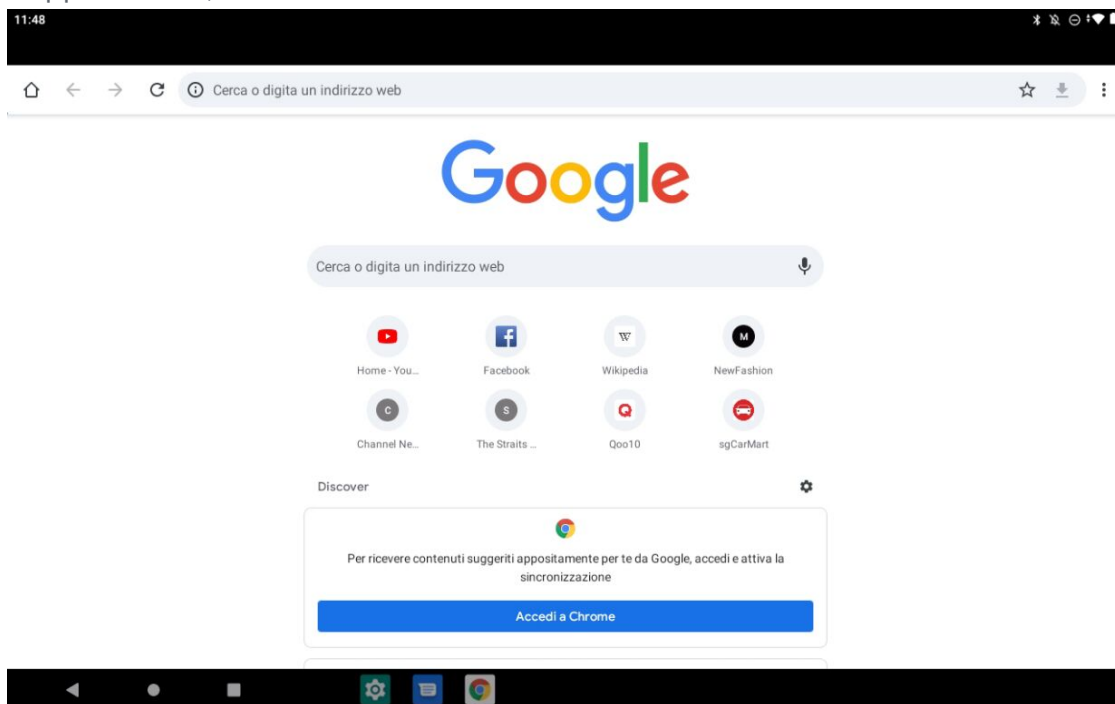 11:48
Cerca o digita un indirizzo web
Google
Cerca o digita un indirizzo web
W
M
Home - You...
Facebook
Wikipedia
NewFashion
C
S
Q
Channel Ne...
The Straits ...
Qoo10
sgCarMart
Discover
Per ricevere contenuti suggeriti appositamente per te da Google, accedi e attiva la
sincronizzazione
Accedi a Chrome